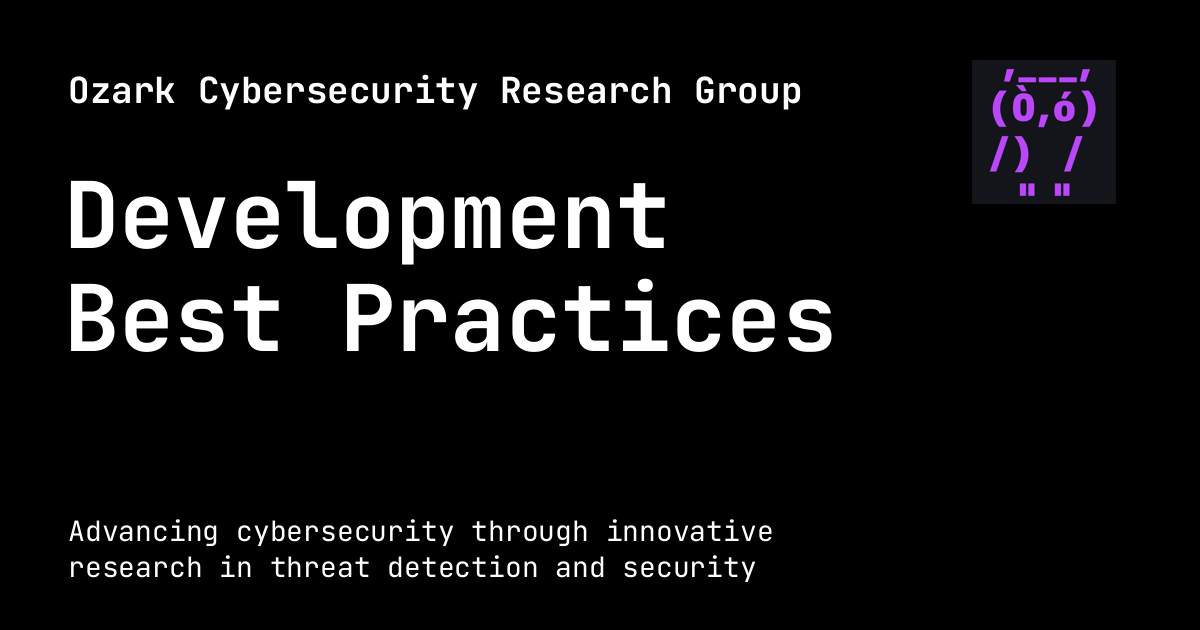 Ozark Cybersecurity Research Group
,___,
(Ò,ó)
/) /
" "
Development
Best Practices
Advancing cybersecurity through innovative
research in threat detection and security